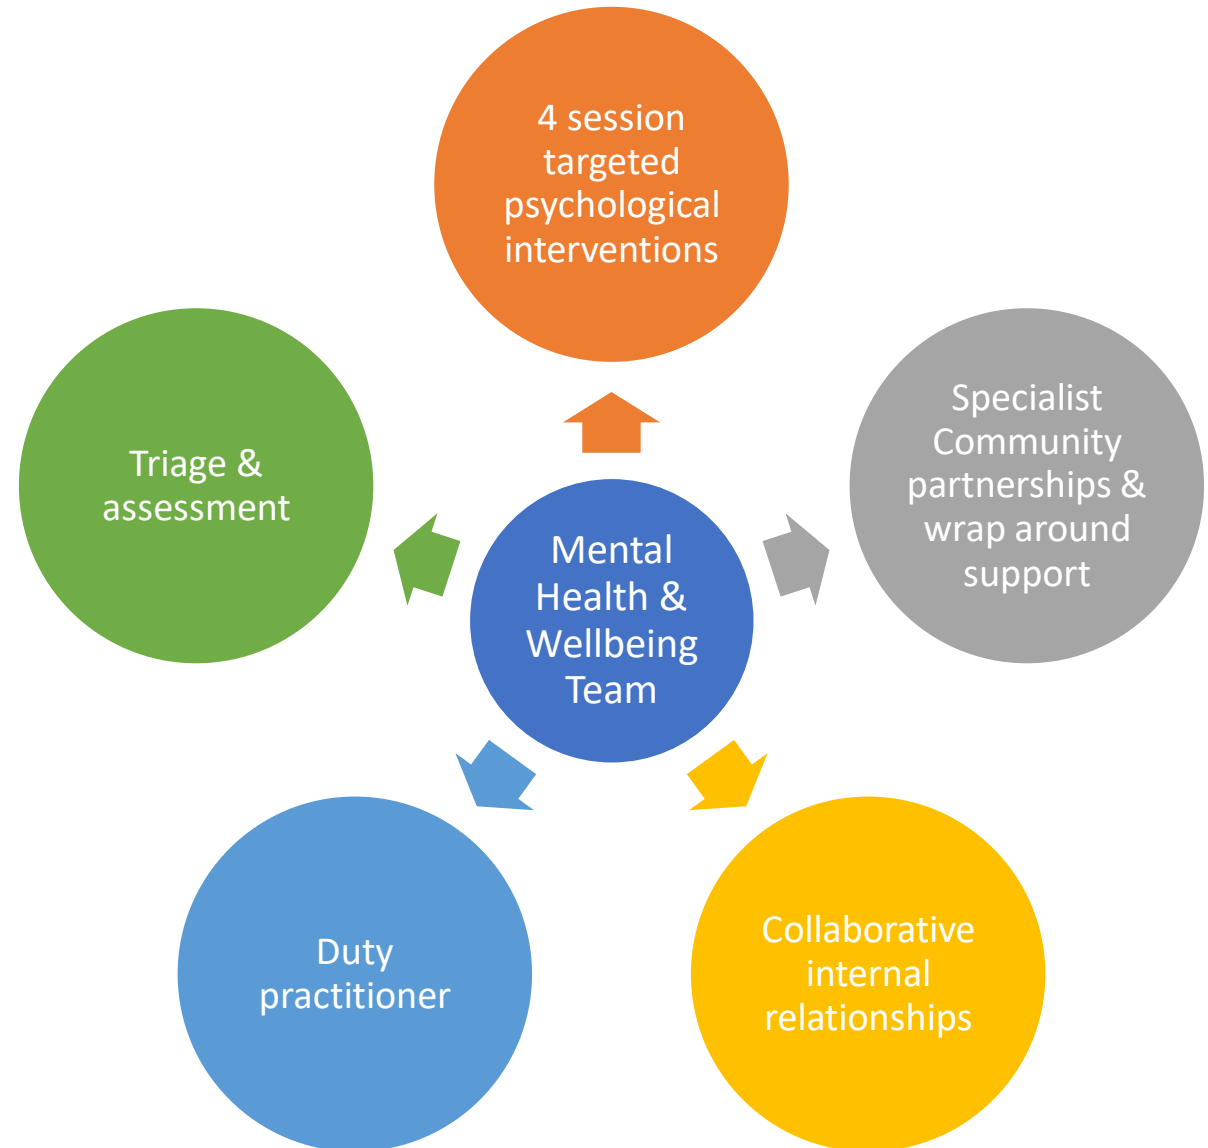 4 session
targeted
psychological
interventions
Specialist
Community
partnerships &
wrap around
support
Triage &
assessment
Mental
Health &
Wellbeing
Team
Collaborative
internal
relationships
Duty
practitioner